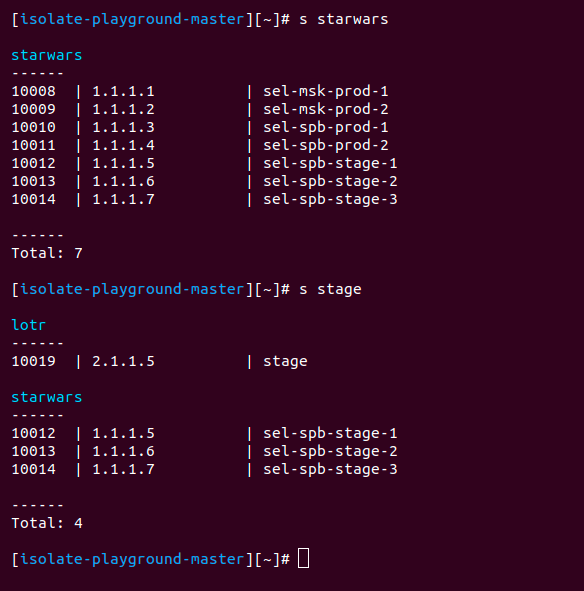 [isolate-playground-master][~]# s starwars
starwars
------
10008  | 1.1.1.1          | sel-msk-prod-1
10009  | 1.1.1.2          | sel-msk-prod-2
10010  | 1.1.1.3          | sel-spb-prod-1
10011  | 1.1.1.4          | sel-spb-prod-2
10012  | 1.1.1.5          | sel-spb-stage-1
10013  | 1.1.1.6          | sel-spb-stage-2
10014  | 1.1.1.7          | sel-spb-stage-3
------
Total: 7
[isolate-playground-master][~]# s stage
lotr
------
10019  | 2.1.1.5          | stage
starwars
------
10012  | 1.1.1.5          | sel-spb-stage-1
10013  | 1.1.1.6          | sel-spb-stage-2
10014  | 1.1.1.7          | sel-spb-stage-3
------
Total: 4
[isolate-playground-master][~]#